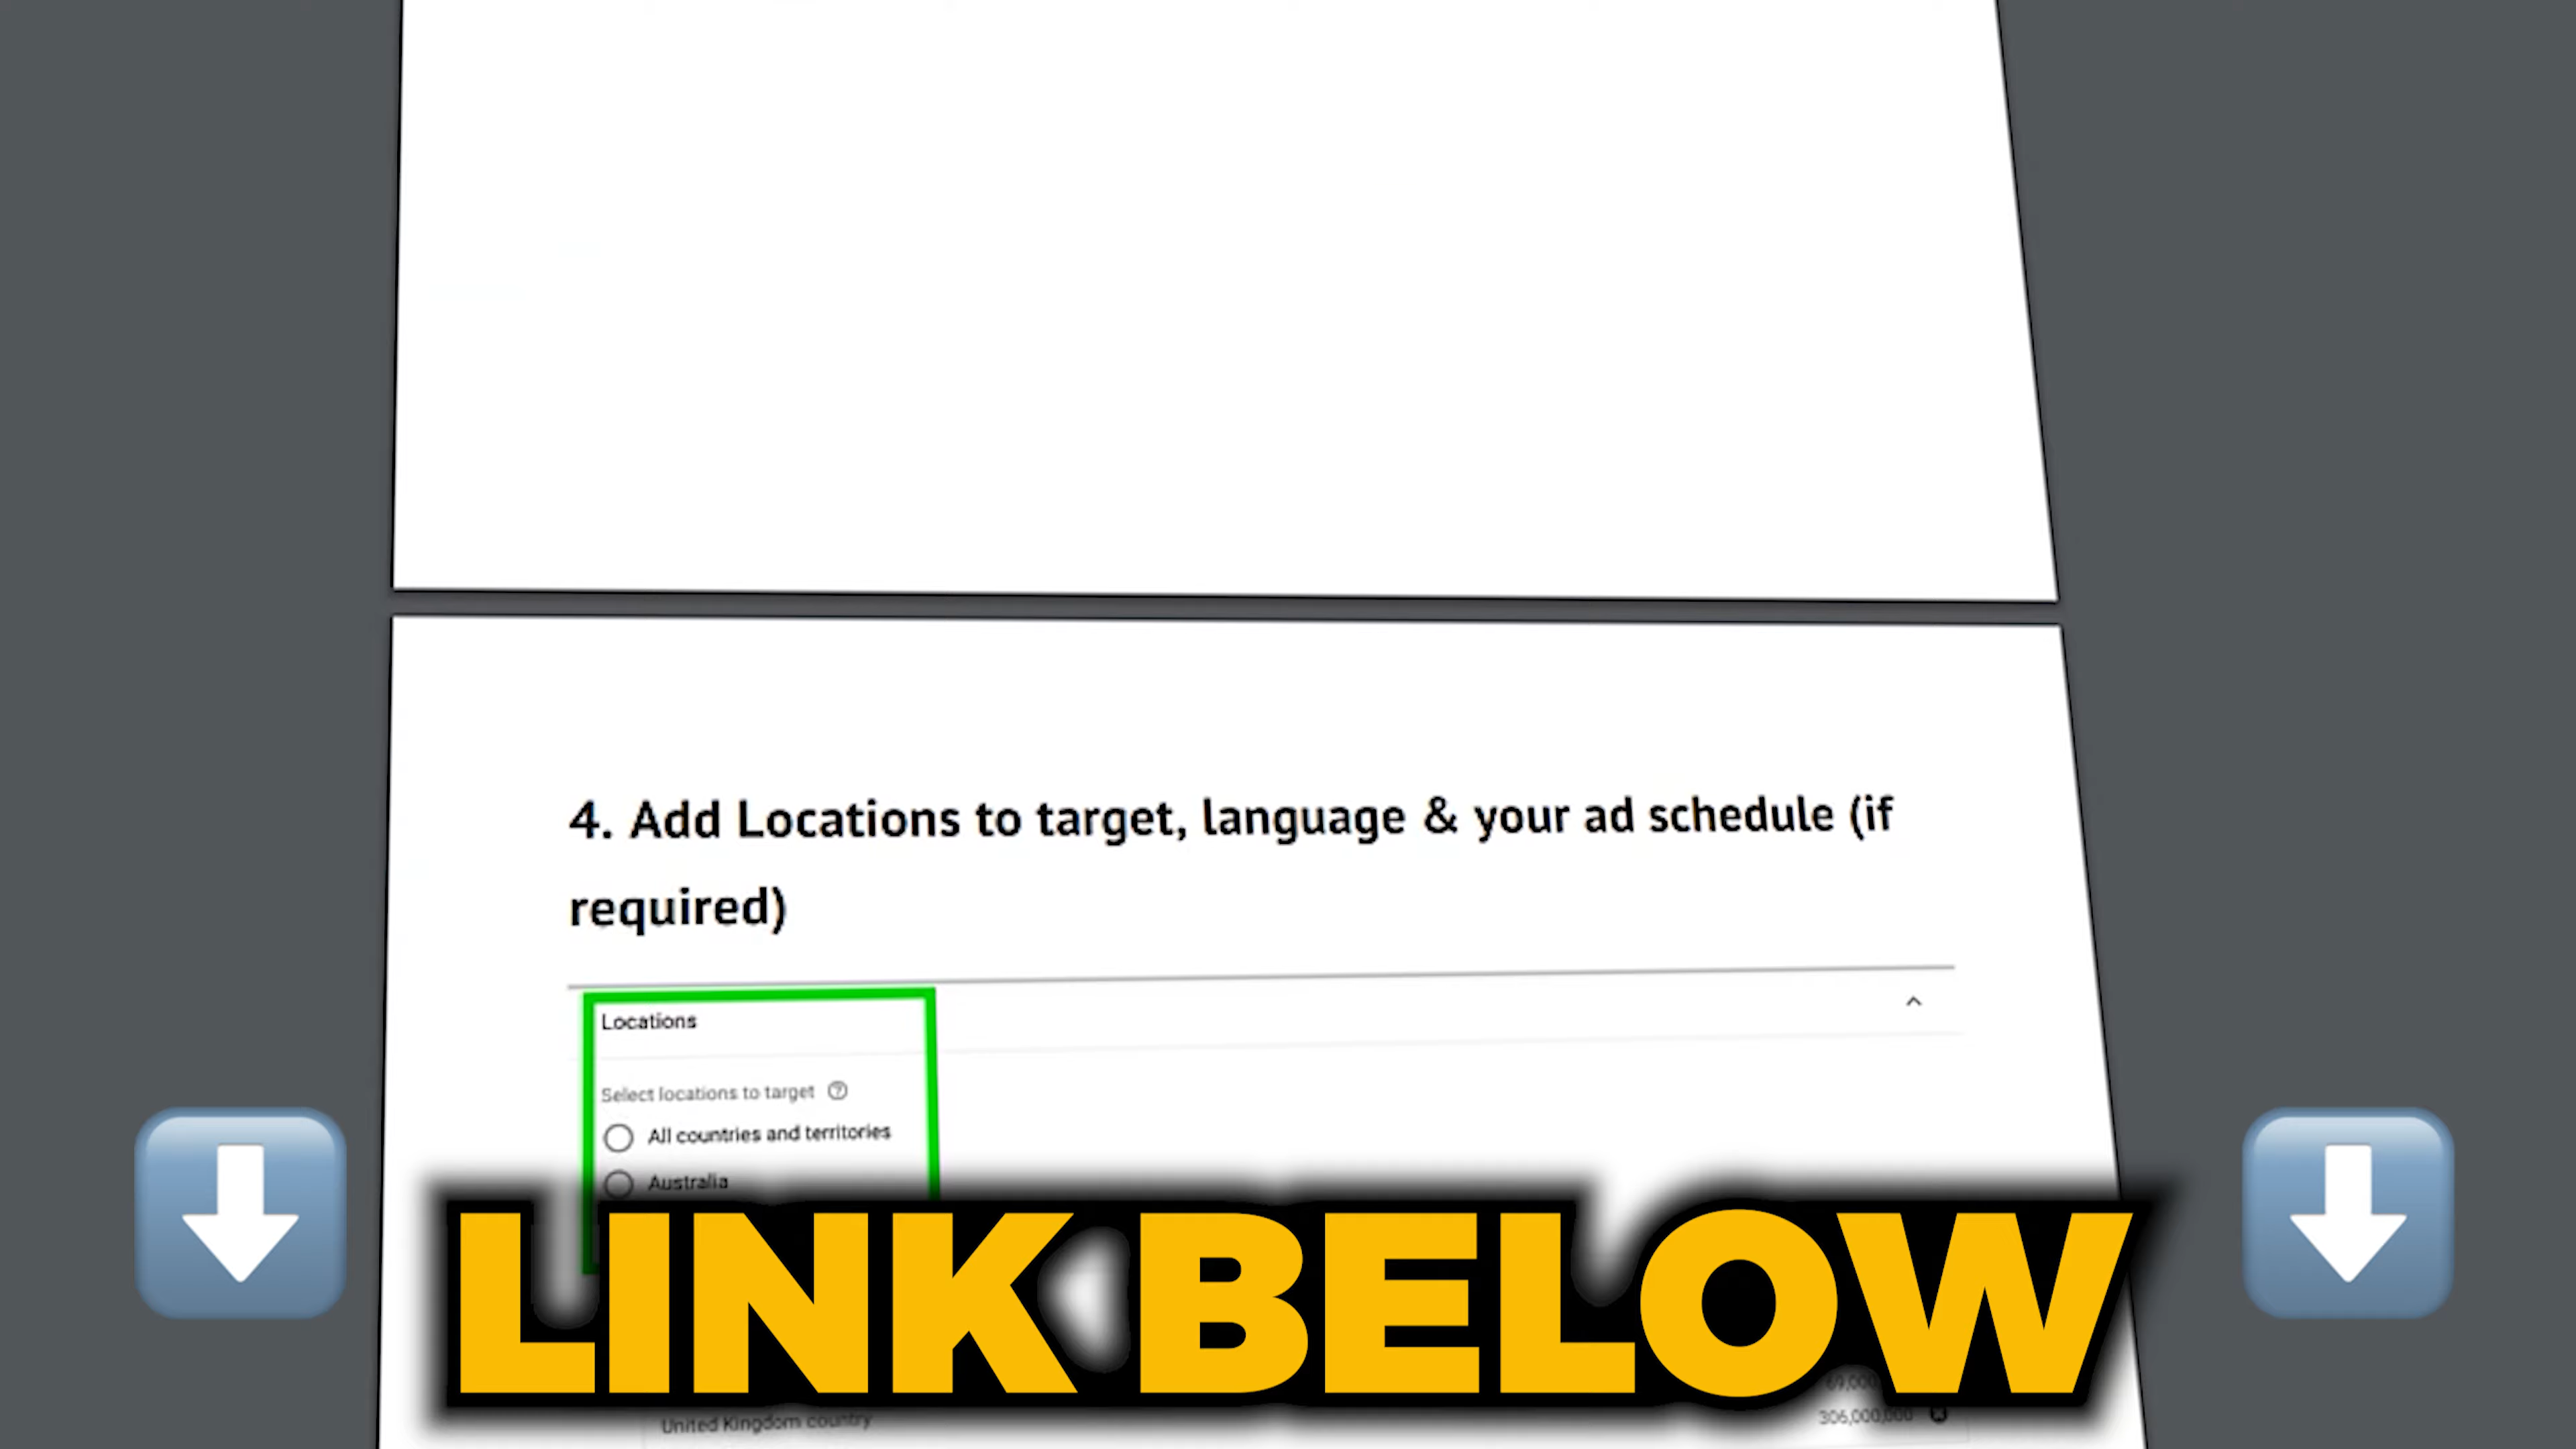 4. Add Locations to target, language & your ad schedule (if
required)
Locations
Select locations to target
All countries and territories
Australia
LINK BELOW
United Kingdom country
306,000,000